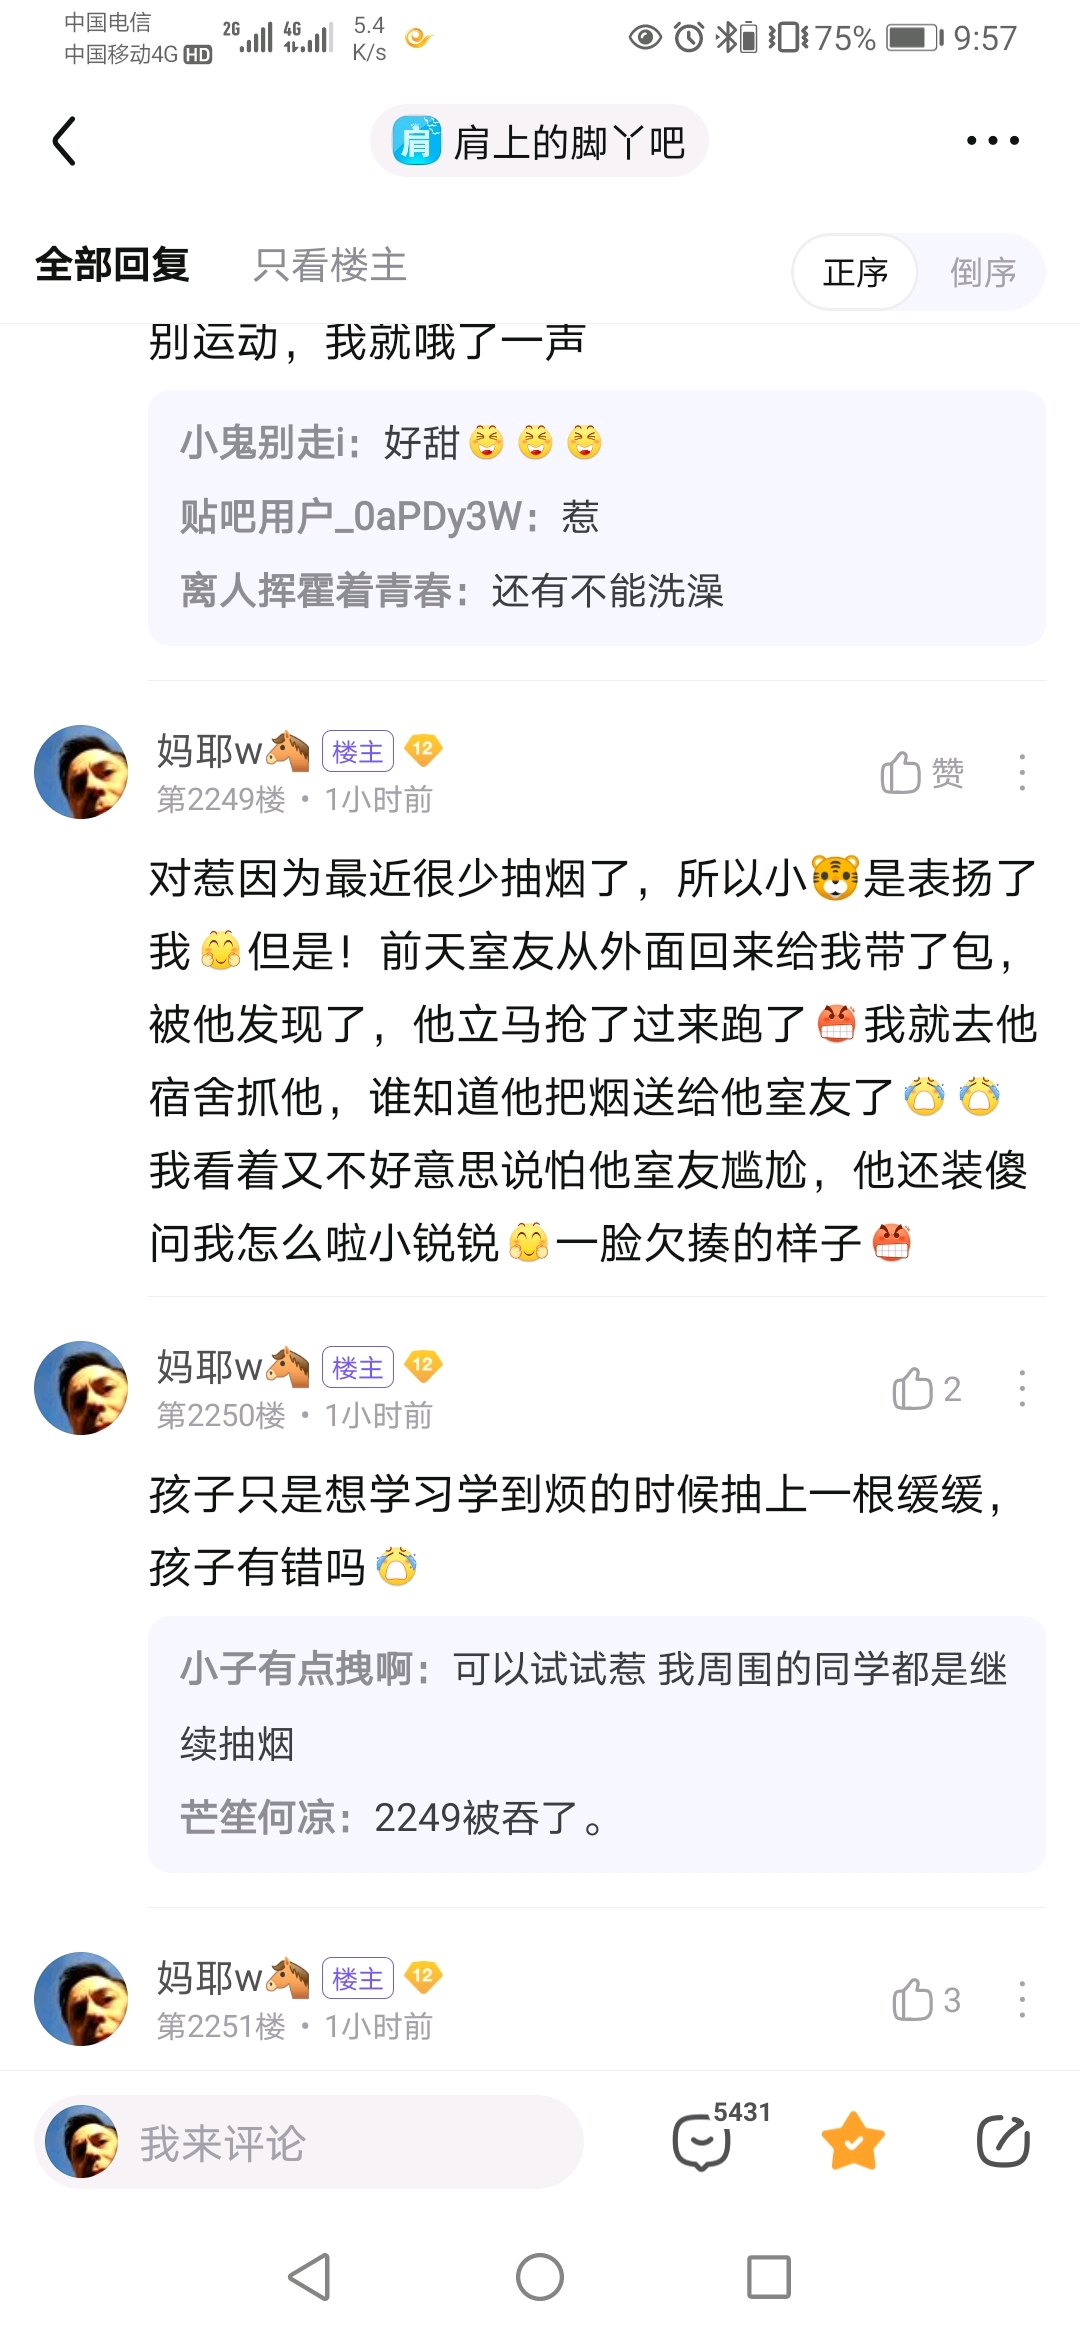 中国电信
中国移动4G HD
2G
4G
5.4
K/s
75%
9:57
肩
肩上的脚丫吧
全部回复
只看楼主
正序
倒序
别运动，我就哦了一声
小鬼别走i：好甜😆😆😆
贴吧用户_0aPDy3W：惹
离人挥霍着青春：还有不能洗澡
妈耶w🐴 楼主 12
第2249楼 • 1小时前
赞
对惹因为最近很少抽烟了，所以小🐯是表扬了
我🤗但是！前天室友从外面回来给我带了包，
被他发现了，他立马抢了过来跑了😡我就去他
宿舍抓他，谁知道他把烟送给他室友了😭😭
我看着又不好意思说怕他室友尴尬，他还装傻
问我怎么啦小锐锐🤗一脸欠揍的样子😡
妈耶w🐴 楼主 12
第2250楼 • 1小时前
2
孩子只是想学习学到烦的时候抽上一根缓缓，
孩子有错吗😭
小子有点拽啊：可以试试惹 我周围的同学都是继
续抽烟
芒笙何凉：2249被吞了。
妈耶w🐴 楼主 12
第2251楼 • 1小时前
3
我来评论
5431